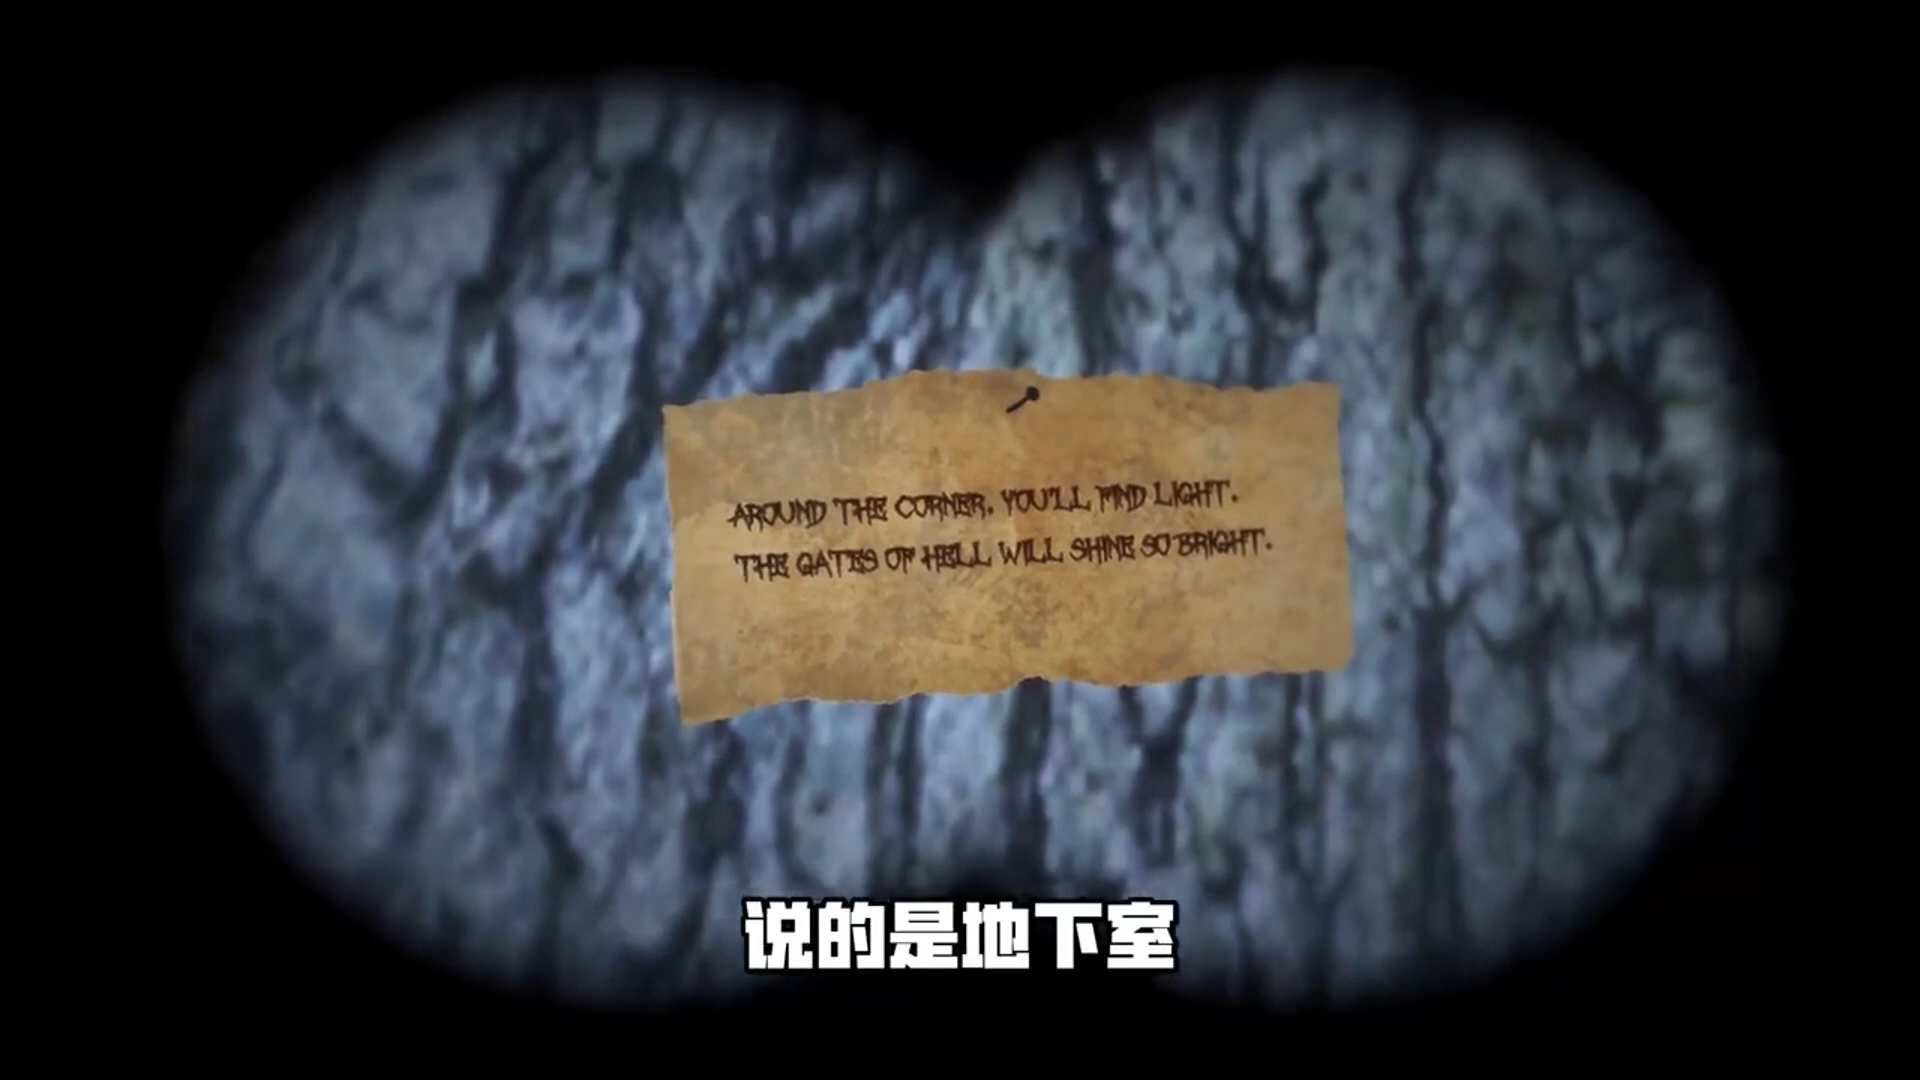 AROUND THE CORNER, YOU'LL FIND LIGHT.
THE GATES OF HELL WILL SHINE SO BRIGHT.
说的是地下室